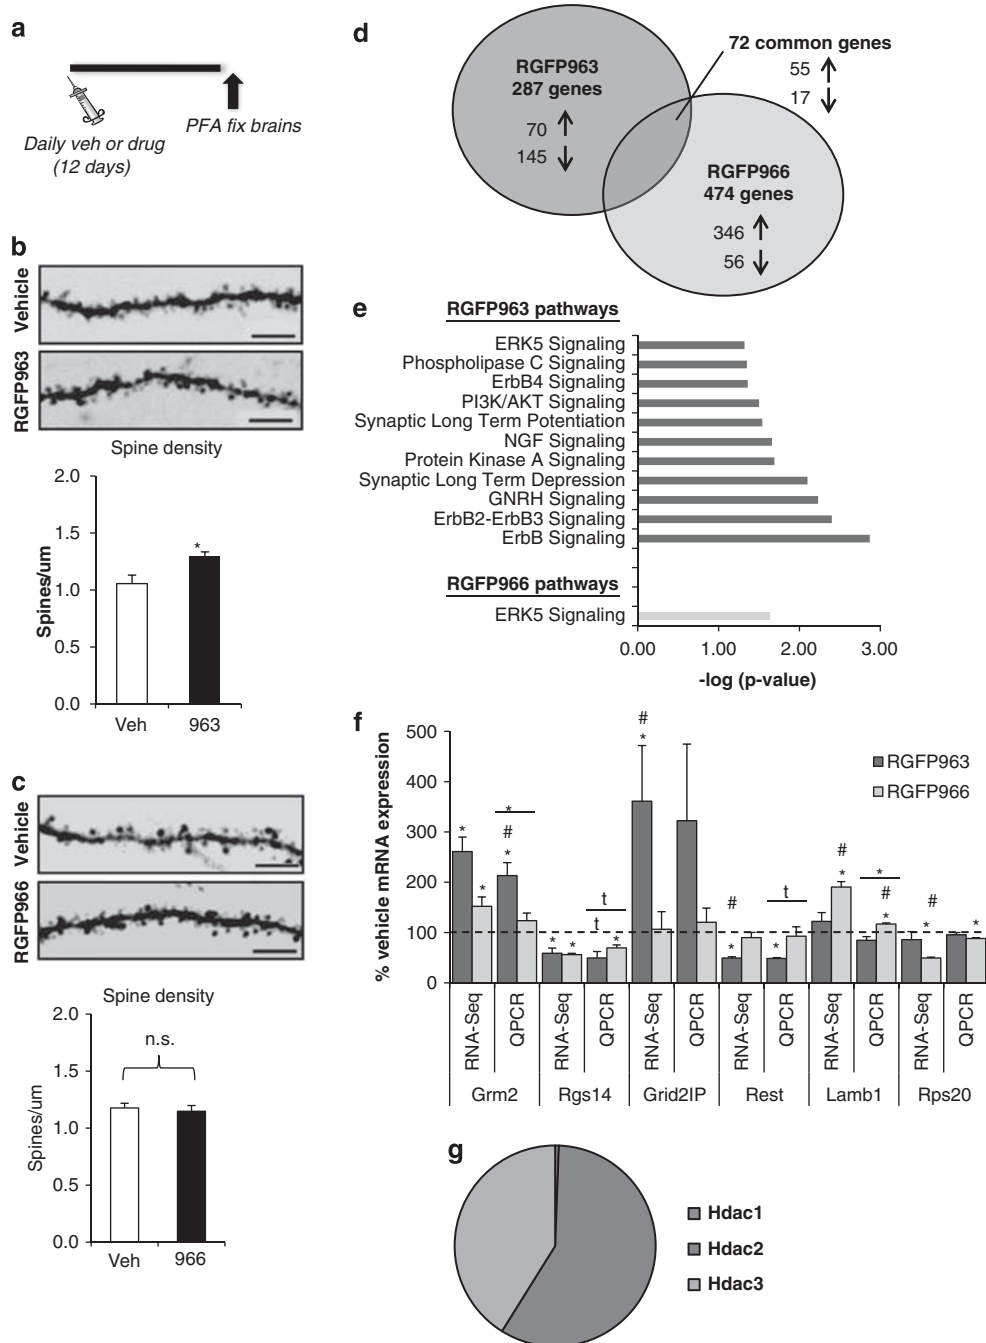 a
Daily veh or drug
(12 days)
PFA fix brains
b
Vehicle
RGFP963
Spine density
2.0
1.5
1.0
0.5
0.0
Spines/um
*
Veh
963
c
Vehicle
RGFP966
Spine density
2.0
1.5
1.0
0.5
0.0
Spines/um
n.s.
Veh
966
d
RGFP963
287 genes
70
145
72 common genes
55
17
RGFP966
474 genes
346
56
e
RGFP963 pathways
ERK5 Signaling
Phospholipase C Signaling
ErbB4 Signaling
PI3K/AKT Signaling
Synaptic Long Term Potentiation
NGF Signaling
Protein Kinase A Signaling
Synaptic Long Term Depression
GNRH Signaling
ErbB2-ErbB3 Signaling
ErbB Signaling
RGFP966 pathways
ERK5 Signaling
0.00 1.00 2.00 3.00
-log (p-value)
f
% vehicle mRNA expression
500
400
300
200
100
0
RGFP963
RGFP966
* * * # * * * t t * # * # * t * # * * # * # * *
RNA-Seq QPCR RNA-Seq QPCR RNA-Seq QPCR RNA-Seq QPCR RNA-Seq QPCR RNA-Seq QPCR
Grm2 Rgs14 Grid2IP Rest Lamb1 Rps20
g
Hdac1
Hdac2
Hdac3